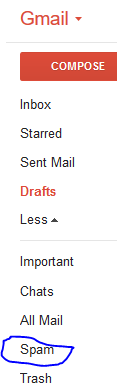 Gmail
COMPOSE
Inbox
Starred
Sent Mail
Drafts
Less
Important
Chats
All Mail
Spam
Trash